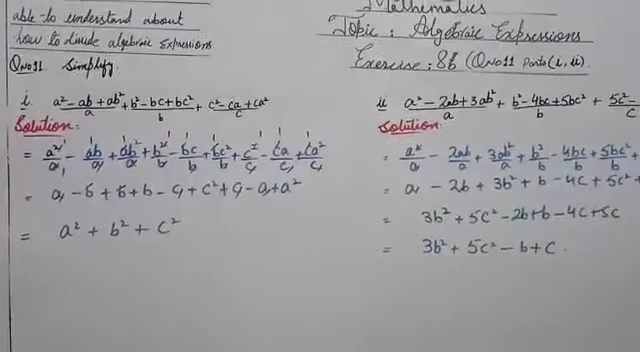 able to understand about
how to divide algebraic expressions.
Mathematics
Topic: Algebraic Expressions
Exercise: 8b (QNo11 Parts(i, ii)
QNo11 Simplify.
i. (a² - ab + ab²)/a + (b² - bc + bc²)/b + (c² - ca + ca²)/c
Solution:
= a²/a - ab/a + ab²/a + b²/b - bc/b + bc²/b + c²/c - ca/c + ca²/c
= a - b + b + b - c + c² + c - a + a²
= a² + b² + c²
ii (a² - 2ab + 3ab²)/a + (b² - 4bc + 5bc²)/b + 5c² -/c
Solution:
= a²/a - 2ab/a + 3ab²/a + b²/b - 4bc/b + 5bc²/b +
= a - 2b + 3b² + b - 4c + 5c² +
= 3b² + 5c² - 2b + b - 4c + 5c
= 3b² + 5c² - b + c.